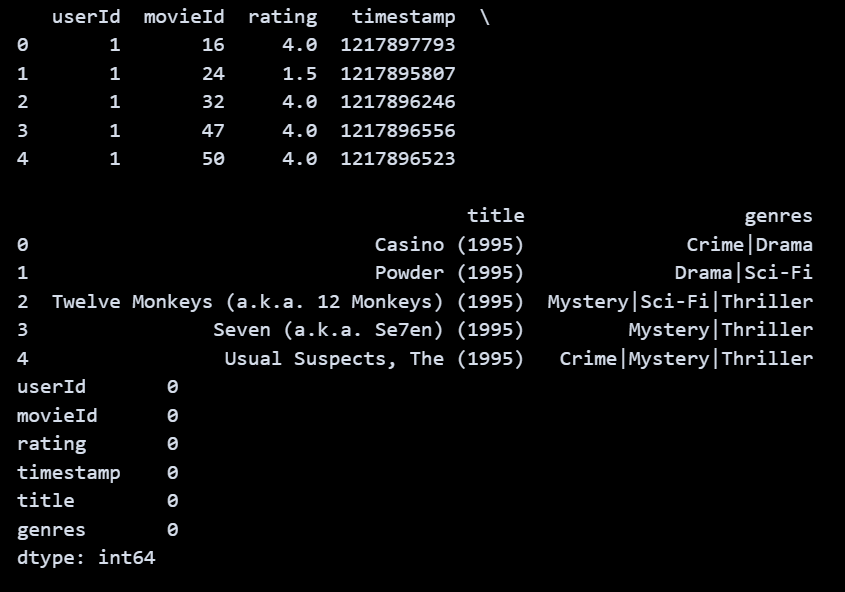 userId  movieId  rating   timestamp  \
0       1       16     4.0  1217897793
1       1       24     1.5  1217895807
2       1       32     4.0  1217896246
3       1       47     4.0  1217896556
4       1       50     4.0  1217896523

                                       title                   genres
0                              Casino (1995)              Crime|Drama
1                              Powder (1995)             Drama|Sci-Fi
2  Twelve Monkeys (a.k.a. 12 Monkeys) (1995)  Mystery|Sci-Fi|Thriller
3                Seven (a.k.a. Se7en) (1995)         Mystery|Thriller
4                 Usual Suspects, The (1995)   Crime|Mystery|Thriller
userId       0
movieId      0
rating       0
timestamp    0
title        0
genres       0
dtype: int64